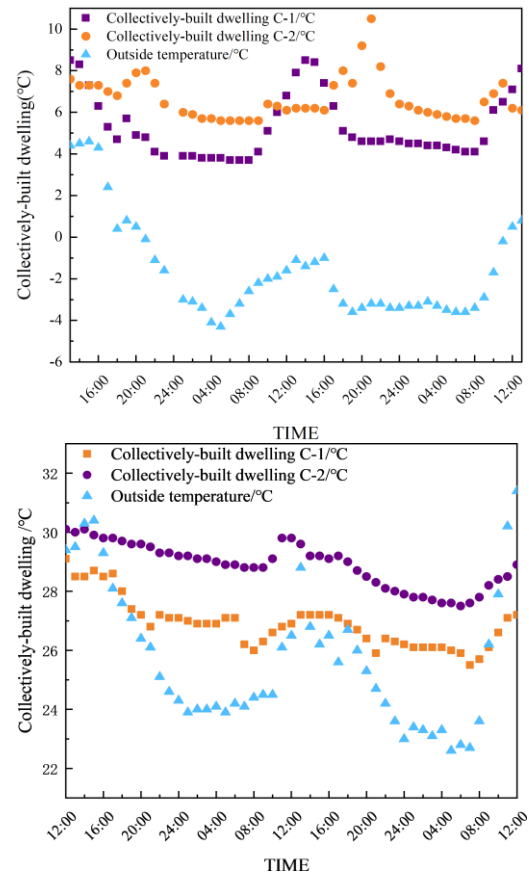 Collectively-built dwelling C-1/℃
Collectively-built dwelling C-2/℃
Outside temperature/℃
Collectively-built dwelling(℃)
10
8
6
4
2
0
-2
-4
-6
16:00 20:00 24:00 04:00 08:00 12:00 16:00 20:00 24:00 04:00 08:00 12:00
TIME
Collectively-built dwelling C-1/℃
Collectively-built dwelling C-2/℃
Outside temperature/℃
Collectively-built dwelling /℃
32
30
28
26
24
22
12:00 16:00 20:00 24:00 04:00 08:00 12:00 16:00 20:00 24:00 04:00 08:00 12:00
TIME